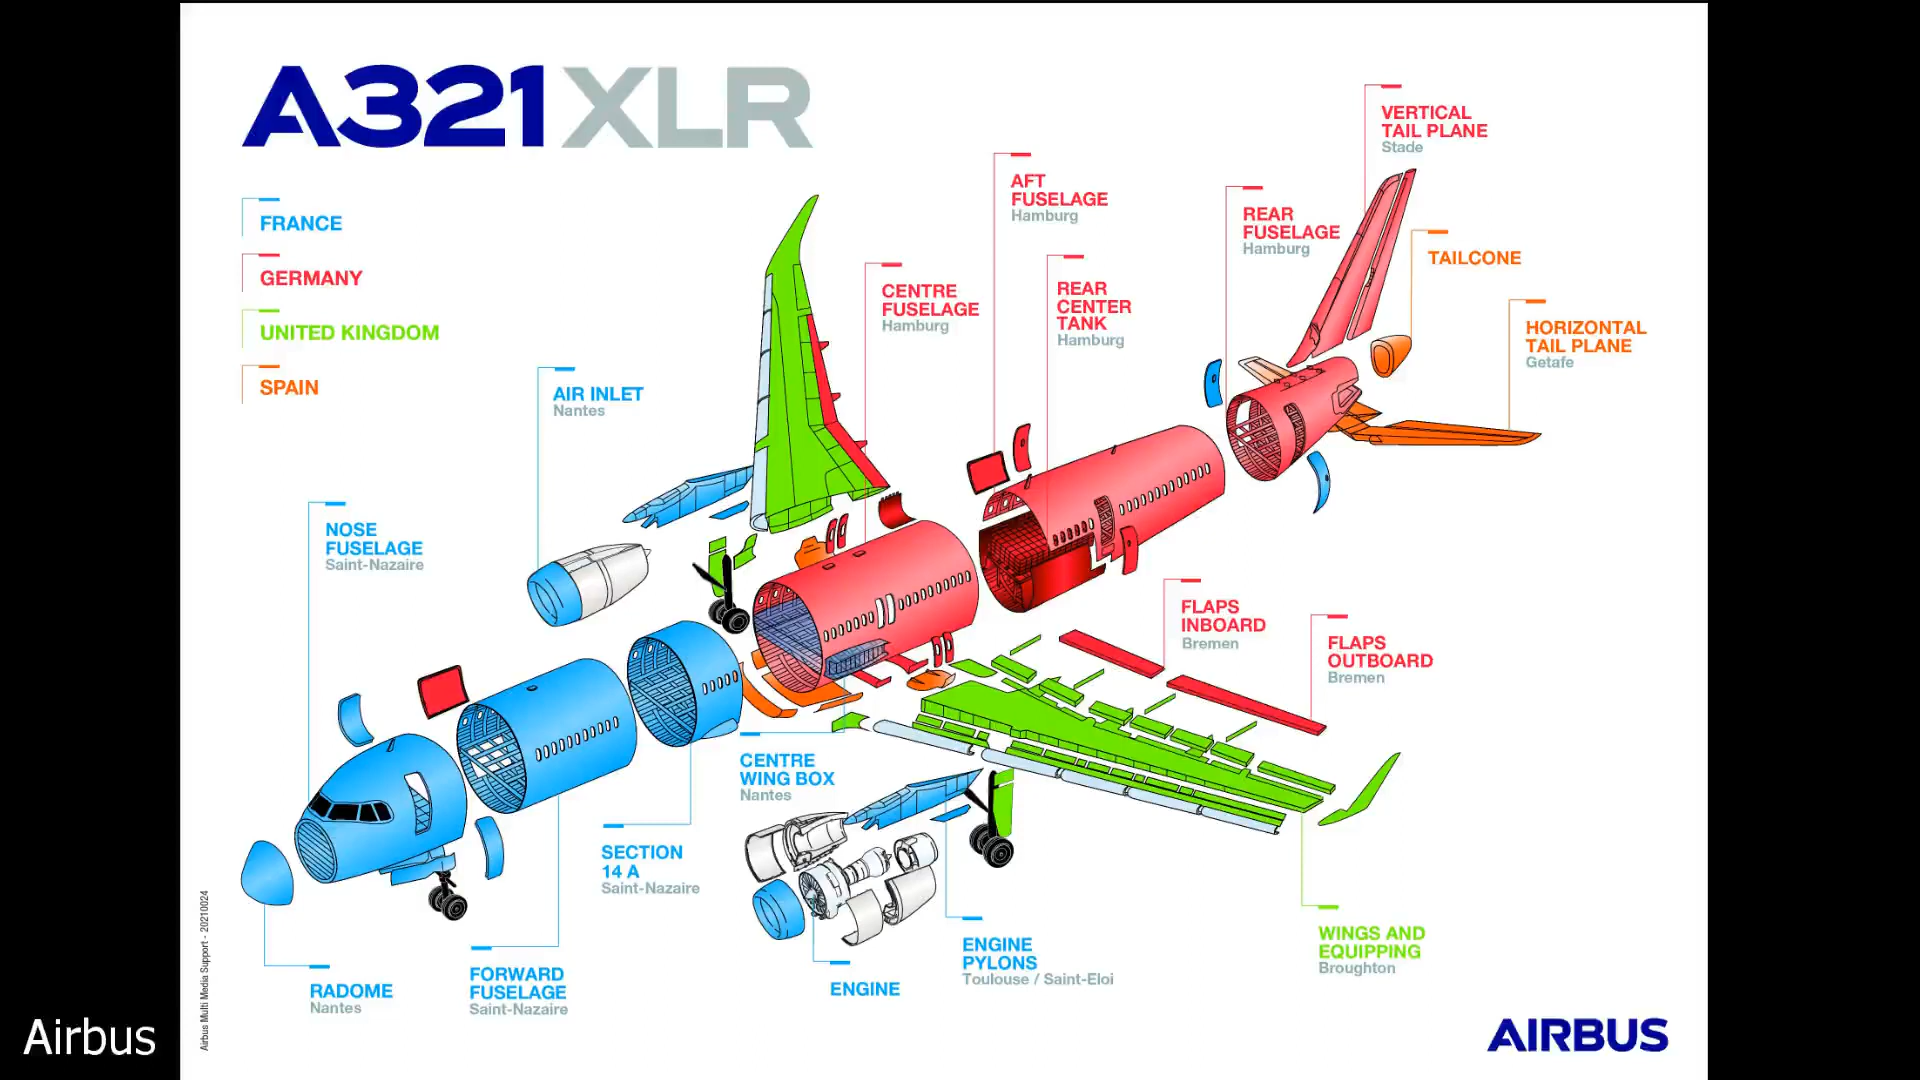 A321XLR
FRANCE
GERMANY
UNITED KINGDOM
SPAIN
VERTICAL
TAIL PLANE
Stade
AFT
FUSELAGE
Hamburg
REAR
FUSELAGE
Hamburg
TAILCONE
CENTRE
FUSELAGE
Hamburg
REAR
CENTER
TANK
Hamburg
HORIZONTAL
TAIL PLANE
Getafe
AIR INLET
Nantes
NOSE
FUSELAGE
Saint-Nazaire
FLAPS
INBOARD
Bremen
FLAPS
OUTBOARD
Bremen
CENTRE
WING BOX
Nantes
SECTION
14 A
Saint-Nazaire
WINGS AND
EQUIPPING
Broughton
ENGINE
PYLONS
Toulouse / Saint-Eloi
ENGINE
FORWARD
FUSELAGE
Saint-Nazaire
RADOME
Nantes
Airbus Multi Media Support - 20210024
Airbus
AIRBUS